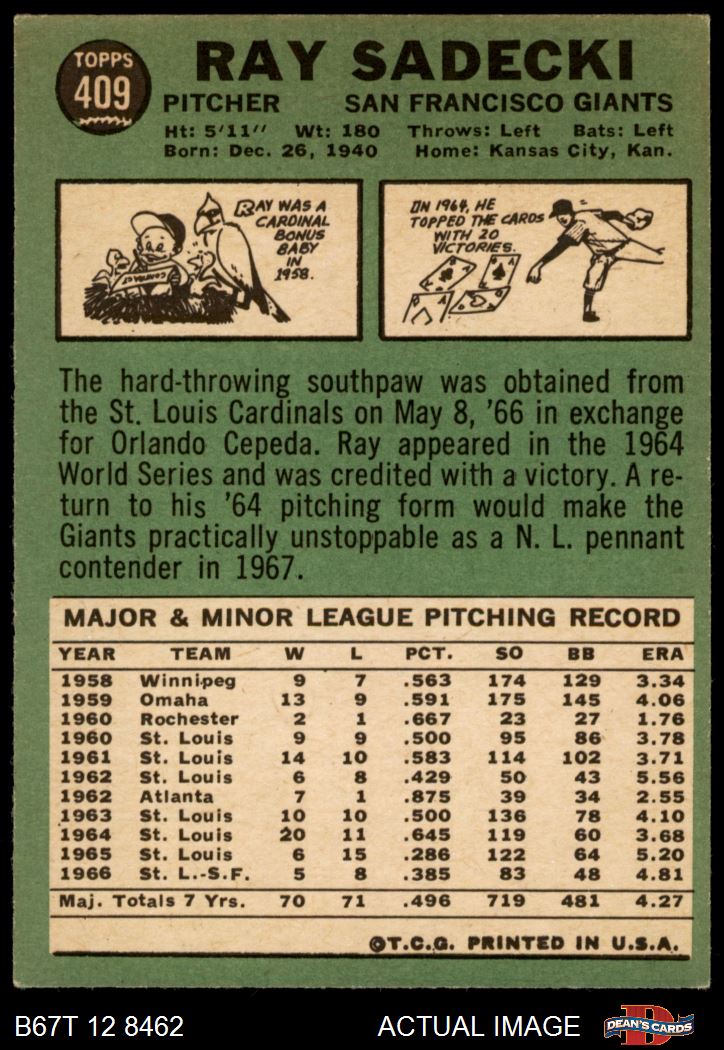 TOPPS
409
RAY SADECKI
PITCHER SAN FRANCISCO GIANTS
Ht: 5'11" Wt: 180 Throws: Left Bats: Left
Born: Dec. 26, 1940 Home: Kansas City, Kan.
RAY WAS A
CARDINAL
BONUS
BABY
IN
1958.
CONTRACT
IN 1964, HE
TOPPED THE CARDS
WITH 20
VICTORIES.
The hard-throwing southpaw was obtained from
the St. Louis Cardinals on May 8, '66 in exchange
for Orlando Cepeda. Ray appeared in the 1964
World Series and was credited with a victory. A re-
turn to his '64 pitching form would make the
Giants practically unstoppable as a N. L. pennant
contender in 1967.
MAJOR & MINOR LEAGUE PITCHING RECORD
YEAR TEAM W L PCT. SO BB ERA
1958 Winnipeg 9 7 .563 174 129 3.34
1959 Omaha 13 9 .591 175 145 4.06
1960 Rochester 2 1 .667 23 27 1.76
1960 St. Louis 9 9 .500 95 86 3.78
1961 St. Louis 14 10 .583 114 102 3.71
1962 St. Louis 6 8 .429 50 43 5.56
1962 Atlanta 7 1 .875 39 34 2.55
1963 St. Louis 10 10 .500 136 78 4.10
1964 St. Louis 20 11 .645 119 60 3.68
1965 St. Louis 6 15 .286 122 64 5.20
1966 St. L.-S.F. 5 8 .385 83 48 4.81
Maj. Totals 7 Yrs. 70 71 .496 719 481 4.27
©T.C.G. PRINTED IN U.S.A.
B67T 12 8462 ACTUAL IMAGE DEAN'S CARDS